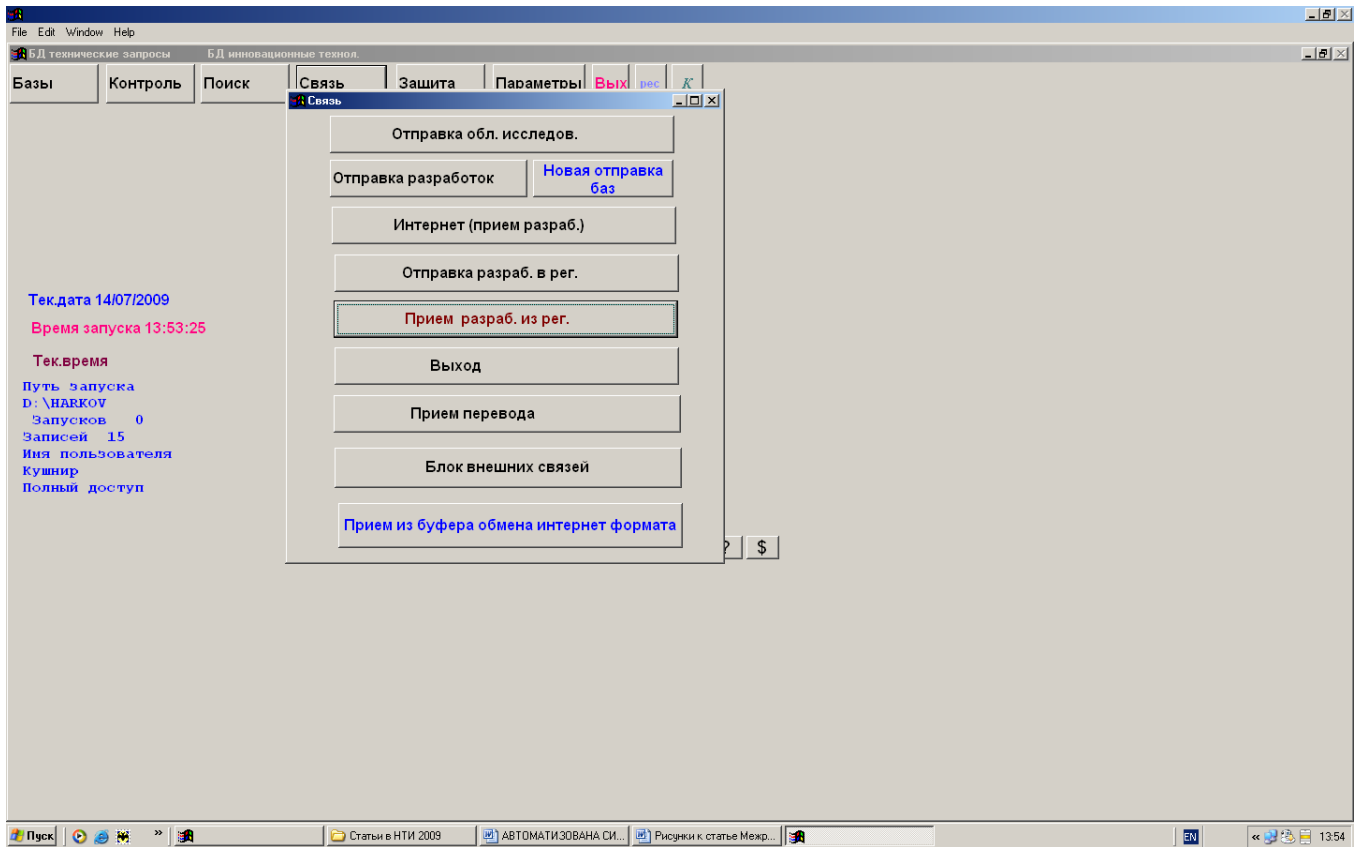 File Edit Window Help
БД технические запросы БД инновационные технол.
Базы Контроль Поиск Связь Защита Параметры Вых рес K
Связь
Отправка обл. исследов.
Отправка разработок
Новая отправка
баз
Интернет (прием разраб.)
Отправка разраб. в рег.
Прием разраб. из рег.
Выход
Прием перевода
Блок внешних связей
Прием из буфера обмена интернет формата
? $
Тек.дата 14/07/2009
Время запуска 13:53:25
Тек.время
Путь запуска
D:\HARKOV
Запусков 0
Записей 15
Имя пользователя
Кушнир
Полный доступ
Пуск » Статьи в НТИ 2009 АВТОМАТИЗОВАНА СИ... Рисунки к статье Межр... EN « 13:54